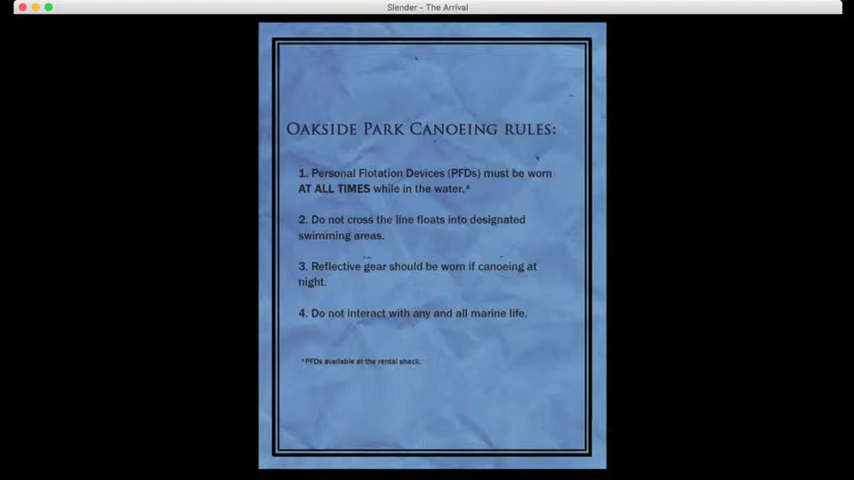 Slender - The Arrival
OAKSIDE PARK CANOEING RULES:
1. Personal Flotation Devices (PFDs) must be worn
AT ALL TIMES while in the water.*
2. Do not cross the line floats into designated
swimming areas.
3. Reflective gear should be worn if canoeing at
night.
4. Do not interact with any and all marine life.
*PFDs available at the rental shack.